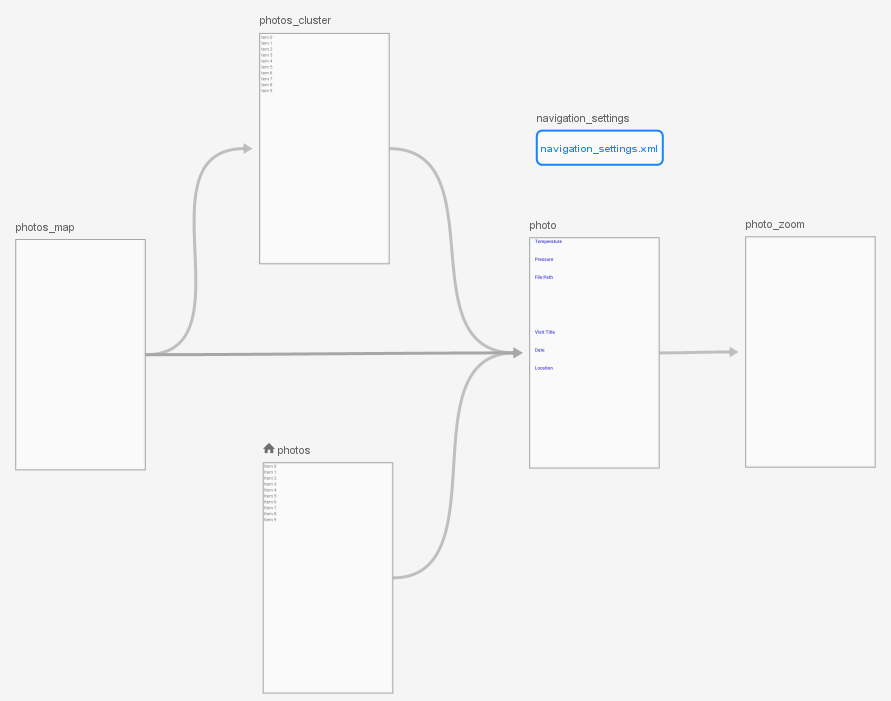 photos_cluster
Item 0
Item 1
Item 2
Item 3
Item 4
Item 5
Item 6
Item 7
Item 8
Item 9
navigation_settings
navigation_settings.xml
photos_map
photo
Temperature
Pressure
File Path
Visit Title
Date
Location
photo_zoom
photos
Item 0
Item 1
Item 2
Item 3
Item 4
Item 5
Item 6
Item 7
Item 8
Item 9